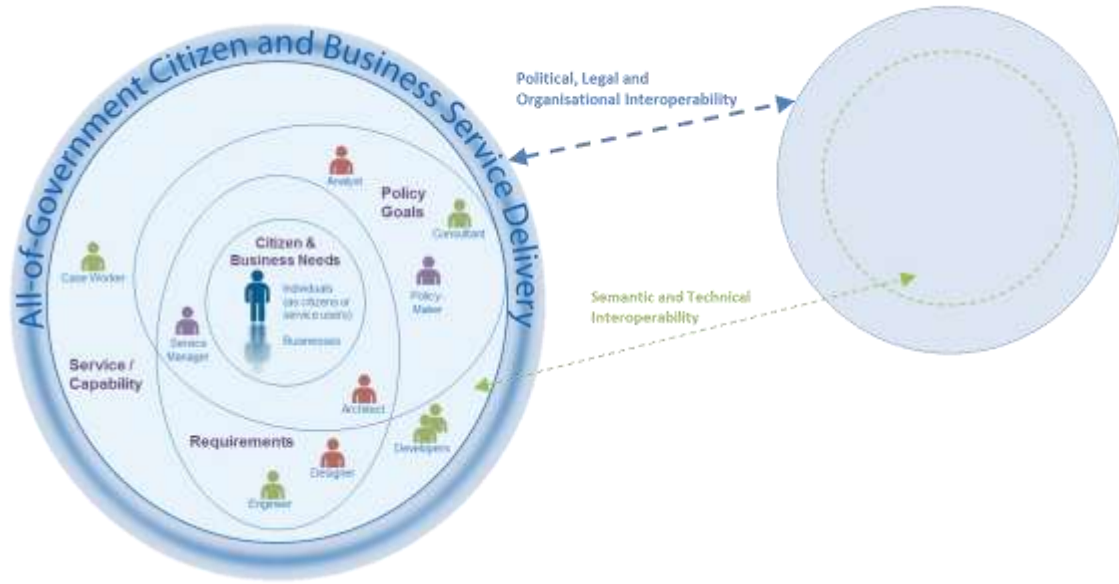 All-of-Government Citizen and Business Service Delivery
Political, Legal and
Organisational Interoperability
Analyst
Policy
Goals
Consultant
Citizen &
Business Needs
Case Worker
Individuals
(as citizens or
service users)
Policy-
Maker
Semantic and Technical
Interoperability
Service
Manager
Businesses
Service /
Capability
Architect
Requirements
Developers
Designer
Engineer